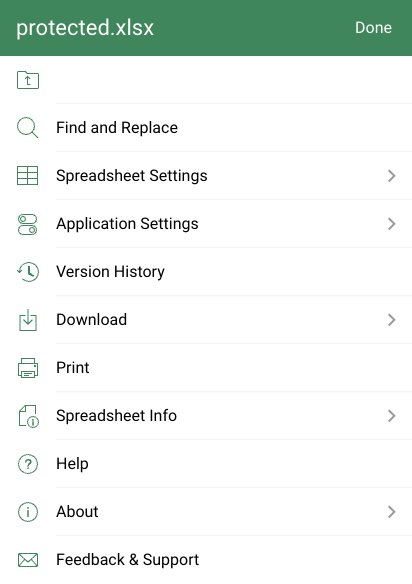 protected.xlsx
Done
Find and Replace
Spreadsheet Settings
Application Settings
Version History
Download
Print
Spreadsheet Info
Help
About
Feedback & Support